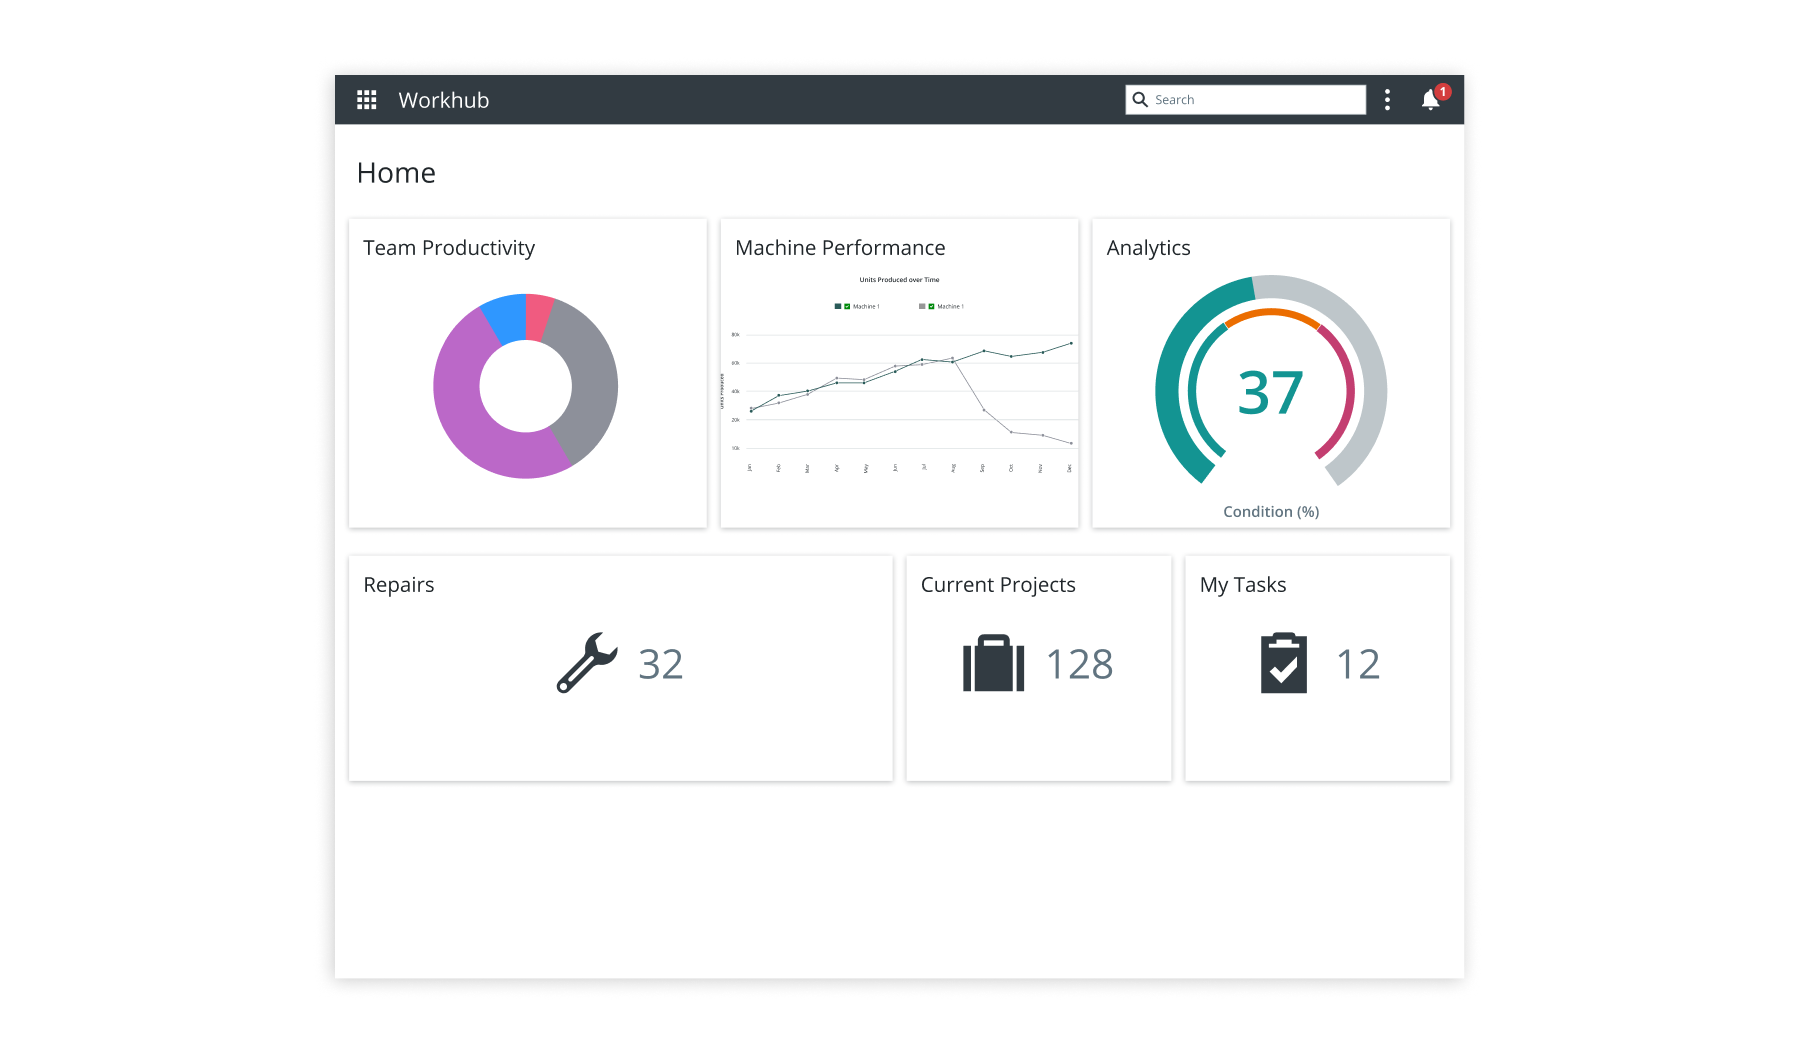 Workhub
Search
1
Home
Team Productivity
Machine Performance
Analytics
Units Produced over Time
Machine 1
Machine 1
80k
60k
40k
20k
10k
Units Produced
Jan
Feb
Mar
Apr
May
Jun
Jul
Aug
Sep
Oct
Nov
Dec
37
Condition (%)
Repairs
Current Projects
My Tasks
32
128
12